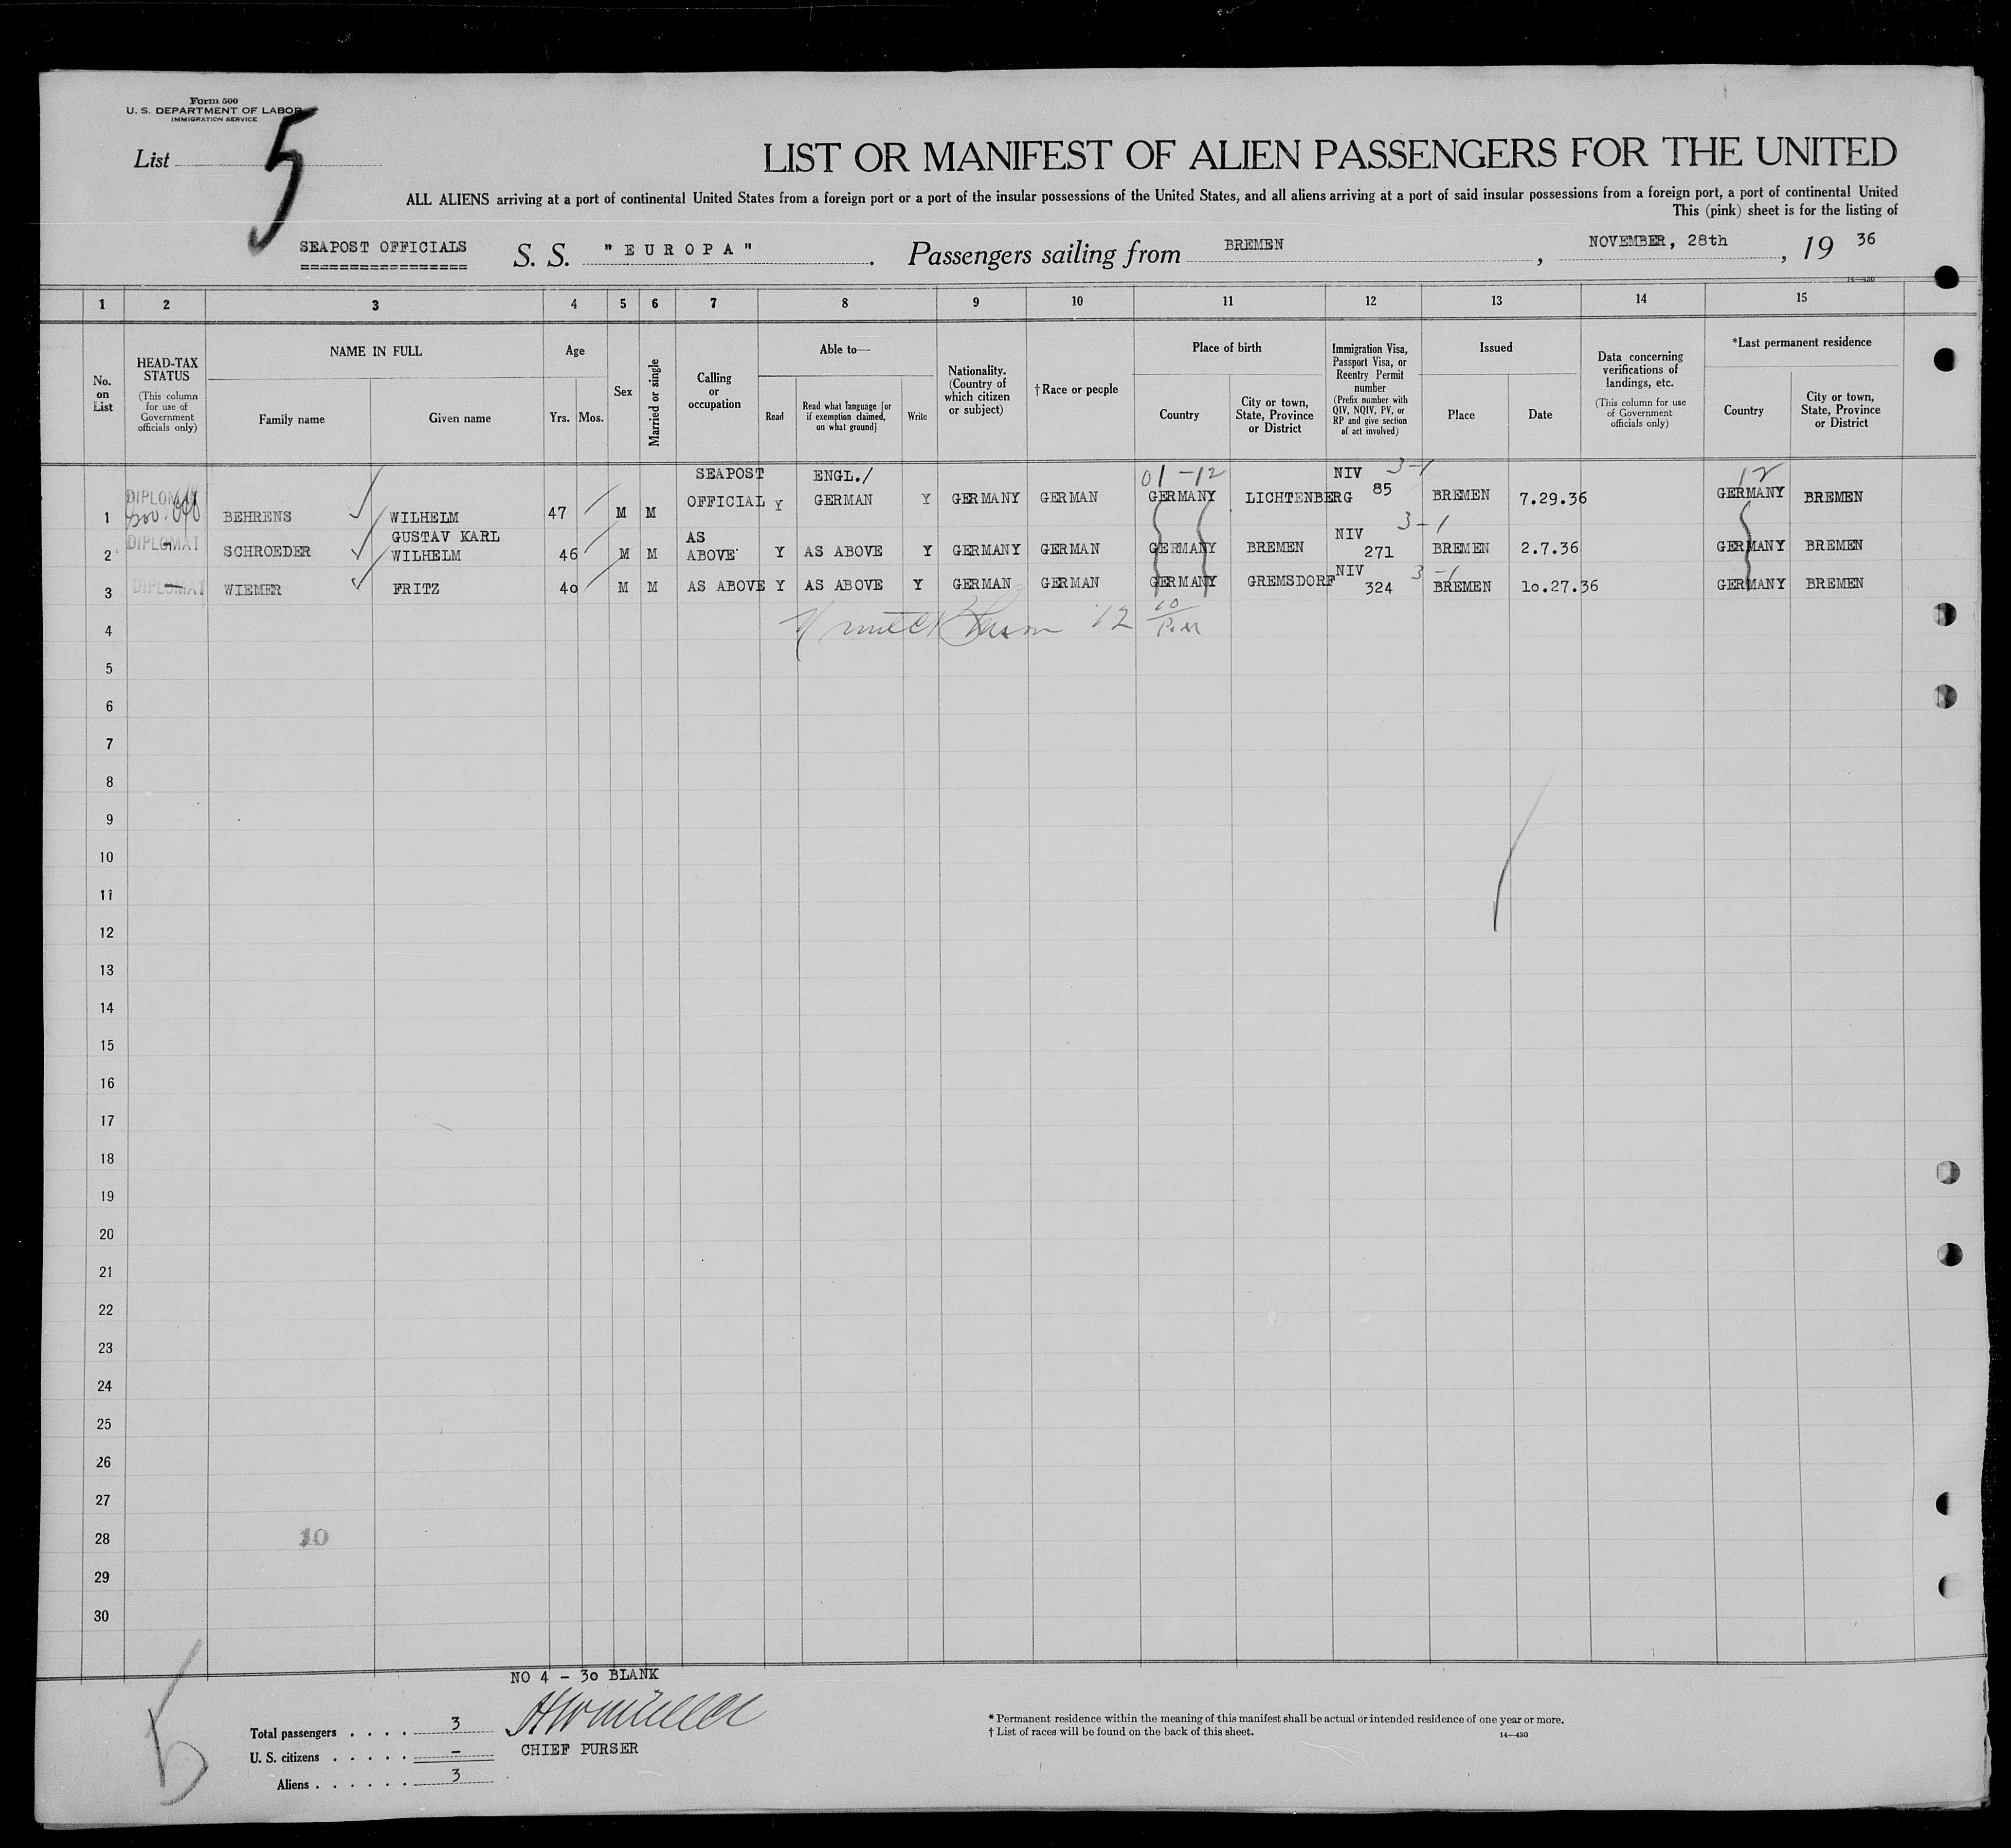 Form 500
U. S. DEPARTMENT OF LABOR
IMMIGRATION SERVICE
List 5
LIST OR MANIFEST OF ALIEN PASSENGERS FOR THE UNITED
ALL ALIENS arriving at a port of continental United States from a foreign port or a port of the insular possessions of the United States, and all aliens arriving at a port of said insular possessions from a foreign port, a port of continental United
This (pink) sheet is for the listing of
SEAPOST OFFICIALS S. S. "EUROPA". Passengers sailing from BREMEN, NOVEMBER, 28th, 19 36
=================
14—430
1 2 3 4 5 6 7 8 9 10 11 12 13 14 15
No. on List
HEAD-TAX STATUS
(This column for use of Government officials only)
NAME IN FULL
Family name Given name
Age
Yrs. Mos.
Sex
Married or single
Calling or occupation
Able to—
Read
Read what language [or if exemption claimed, on what ground]
Write
Nationality. (Country of which citizen or subject)
†Race or people
Place of birth
Country
City or town, State, Province or District
Immigration Visa, Passport Visa, or Reentry Permit number
(Prefix number with QIV, NQIV, PV, or RP and give section of act involved)
Issued
Place Date
Data concerning verifications of landings, etc.
(This column for use of Government officials only)
*Last permanent residence
Country
City or town, State, Province or District
SEAPOST ENGL./ 01-12 NIV 3-1 12
1 DIPLOMAT BEHRENS WILHELM 47 M M OFFICIAL Y GERMAN Y GERMANY GERMAN GERMANY LICHTENBERG 85 BREMEN 7.29.36 GERMANY BREMEN
GUSTAV KARL AS NIV 3-1
2 DIPLOMAT SCHROEDER WILHELM 46 M M ABOVE Y AS ABOVE Y GERMANY GERMAN GERMANY BREMEN 271 BREMEN 2.7.36 GERMANY BREMEN
NIV 3-1
3 DIPLOMAT WIEMER FRITZ 40 M M AS ABOVE Y AS ABOVE Y GERMAN GERMAN GERMANY GREMSDORF 324 BREMEN 10.27.36 GERMANY BREMEN
4
5
6
7
8
9
10
11
12
13
14
15
16
17
18
19
20
21
22
23
24
25
26
27
28
29
30
NO 4 - 30 BLANK
Total passengers . . . . 3
CHIEF PURSER
U. S. citizens . . . . . –
Aliens . . . . . . 3
* Permanent residence within the meaning of this manifest shall be actual or intended residence of one year or more.
† List of races will be found on the back of this sheet.
14—430